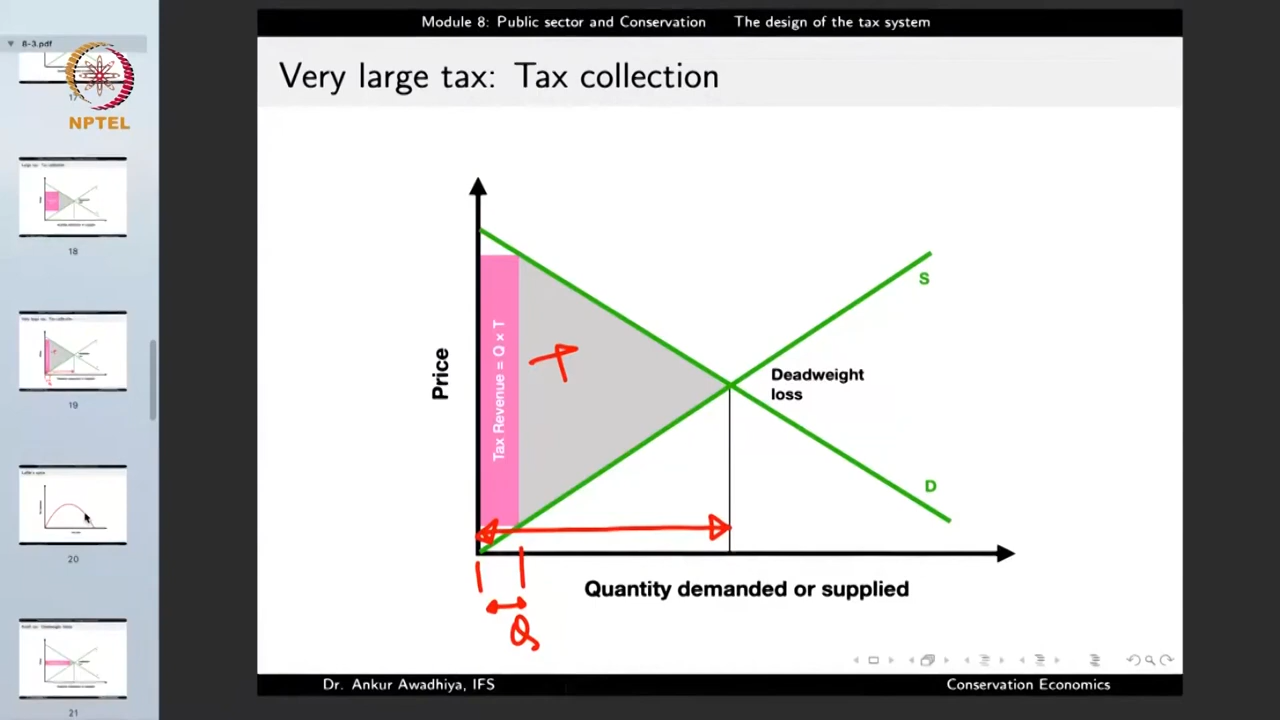 Module 8: Public sector and Conservation The design of the tax system
8-3.pdf
NPTEL
17
18
19
20
21
Very large tax: Tax collection
Price
Tax Revenue = Q x T
T
S
Deadweight
loss
D
Quantity demanded or supplied
Q
Dr. Ankur Awadhiya, IFS
Conservation Economics